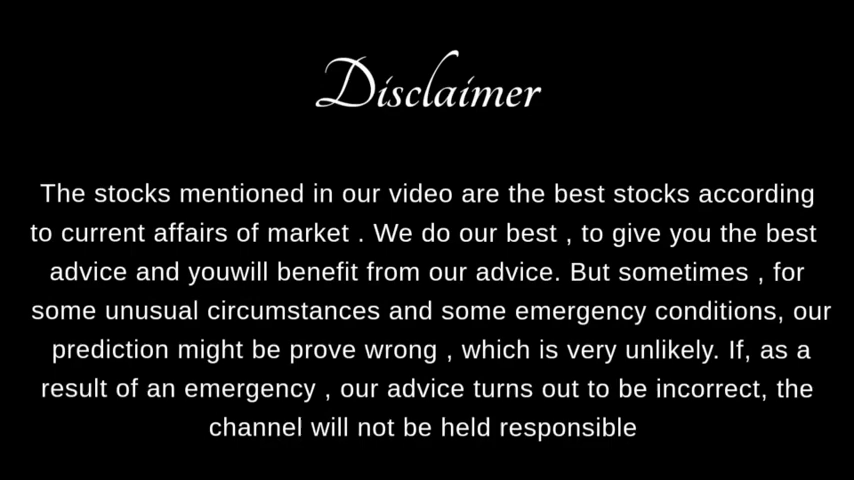 Disclaimer
The stocks mentioned in our video are the best stocks according
to current affairs of market . We do our best , to give you the best
advice and youwill benefit from our advice. But sometimes , for
some unusual circumstances and some emergency conditions, our
prediction might be prove wrong , which is very unlikely. If, as a
result of an emergency , our advice turns out to be incorrect, the
channel will not be held responsible